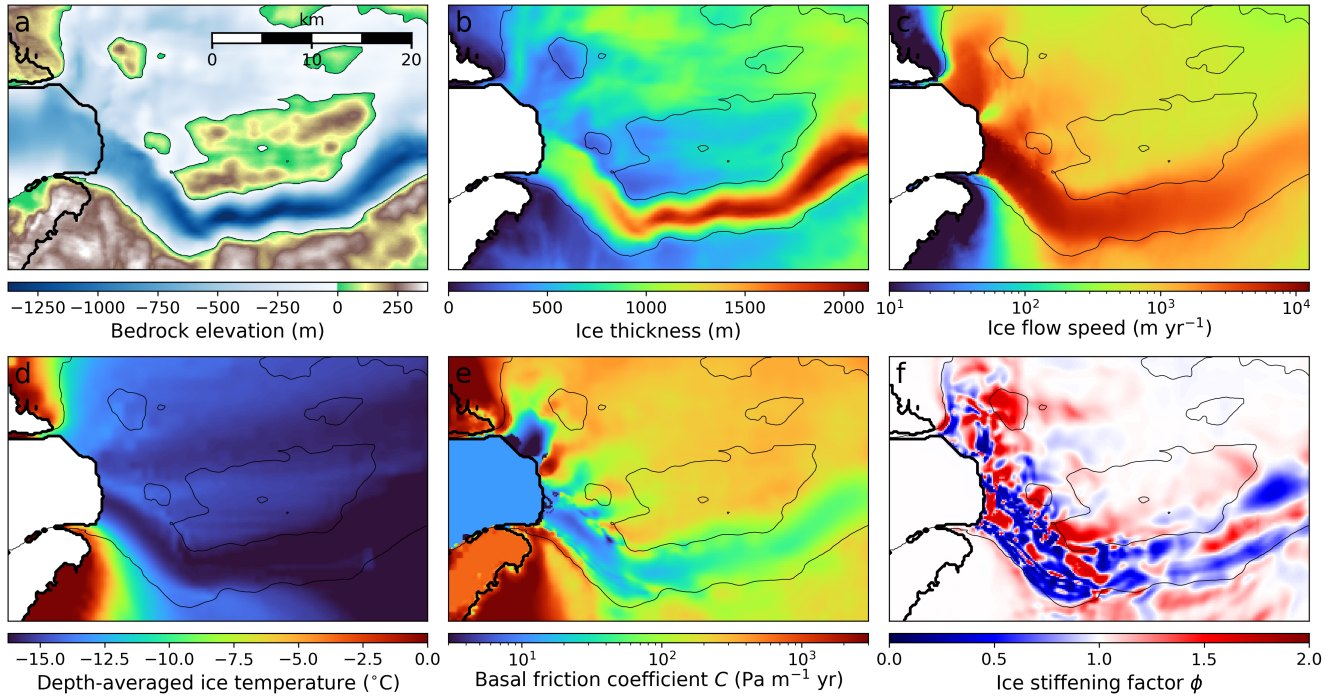 a
km
0 10 20
b
c
−1250 −1000 −750 −500 −250 0 250
Bedrock elevation (m)
0 500 1000 1500 2000
Ice thickness (m)
10¹ 10² 10³ 10⁴
Ice flow speed (m yr⁻¹)
d
e
f
−15.0 −12.5 −10.0 −7.5 −5.0 −2.5 0.0
Depth-averaged ice temperature (°C)
10¹ 10² 10³
Basal friction coefficient C (Pa m⁻¹ yr)
0.0 0.5 1.0 1.5 2.0
Ice stiffening factor ϕ